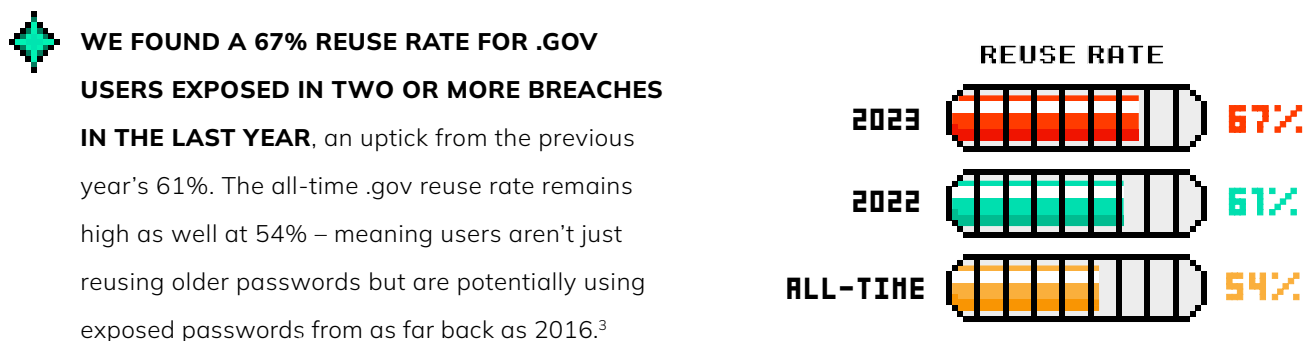 WE FOUND A 67% REUSE RATE FOR .GOV
USERS EXPOSED IN TWO OR MORE BREACHES
IN THE LAST YEAR, an uptick from the previous
year’s 61%. The all-time .gov reuse rate remains
high as well at 54% – meaning users aren’t just
reusing older passwords but are potentially using
exposed passwords from as far back as 2016.³
REUSE RATE
2023 67%
2022 61%
ALL-TIME 54%